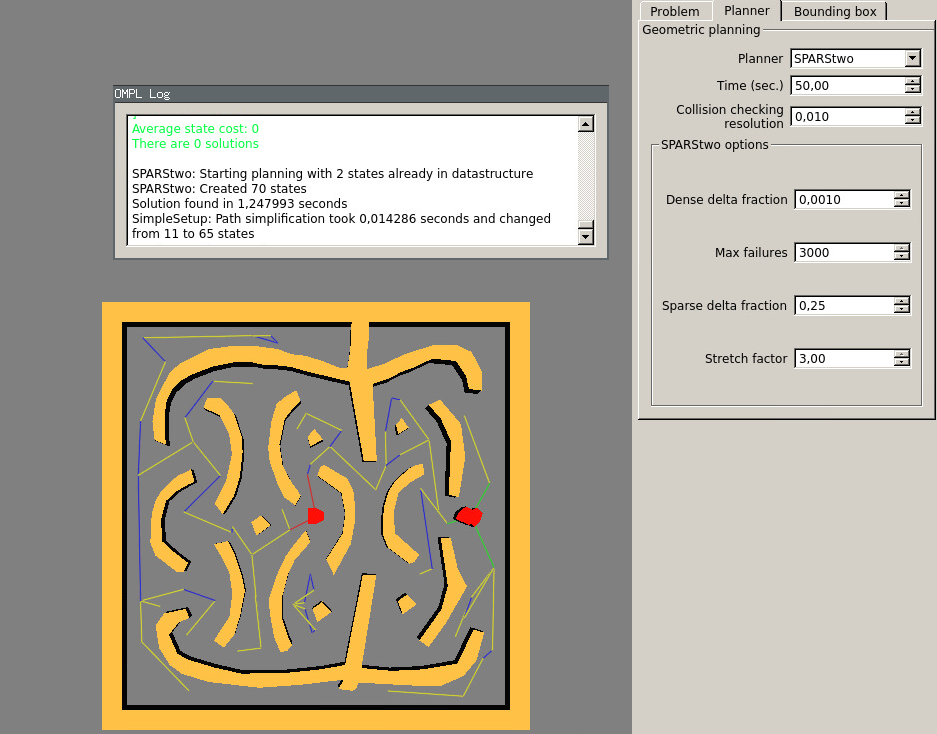 OMPL Log
Average state cost: 0
There are 0 solutions
SPARStwo: Starting planning with 2 states already in datastructure
SPARStwo: Created 70 states
Solution found in 1,247993 seconds
SimpleSetup: Path simplification took 0,014286 seconds and changed
from 11 to 65 states
Problem Planner Bounding box
Geometric planning
Planner SPARStwo
Time (sec.) 50,00
Collision checking
resolution 0,010
SPARStwo options
Dense delta fraction 0,0010
Max failures 3000
Sparse delta fraction 0,25
Stretch factor 3,00